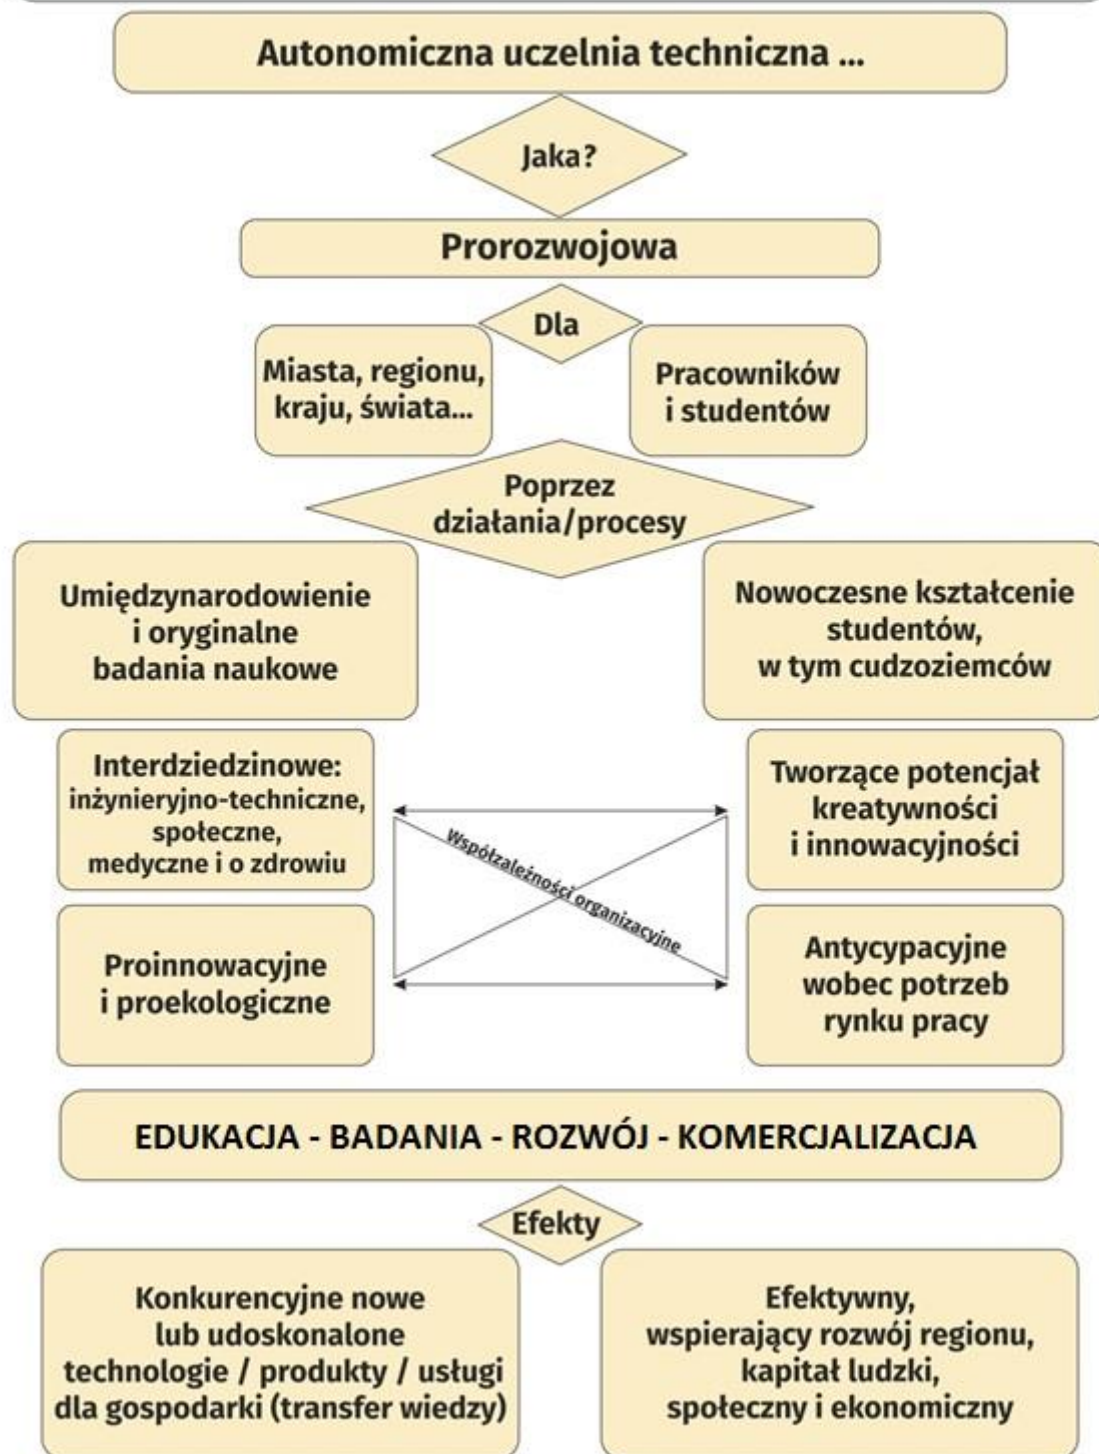 Autonomiczna uczelnia techniczna ...
Jaka?
Prorozwojowa
Dla
Miasta, regionu,
kraju, świata...
Pracowników
i studentów
Poprzez
działania/procesy
Umiędzynarodowienie
i oryginalne
badania naukowe
Nowoczesne kształcenie
studentów,
w tym cudzoziemców
Interdziedzinowe:
inżynieryjno-techniczne,
społeczne,
medyczne i o zdrowiu
Tworzące potencjał
kreatywności
i innowacyjności
Współzależności organizacyjne
Proinnowacyjne
i proekologiczne
Antycypacyjne
wobec potrzeb
rynku pracy
EDUKACJA - BADANIA - ROZWÓJ - KOMERCJALIZACJA
Efekty
Konkurencyjne nowe
lub udoskonalone
technologie / produkty / usługi
dla gospodarki (transfer wiedzy)
Efektywny,
wspierający rozwój regionu,
kapitał ludzki,
społeczny i ekonomiczny